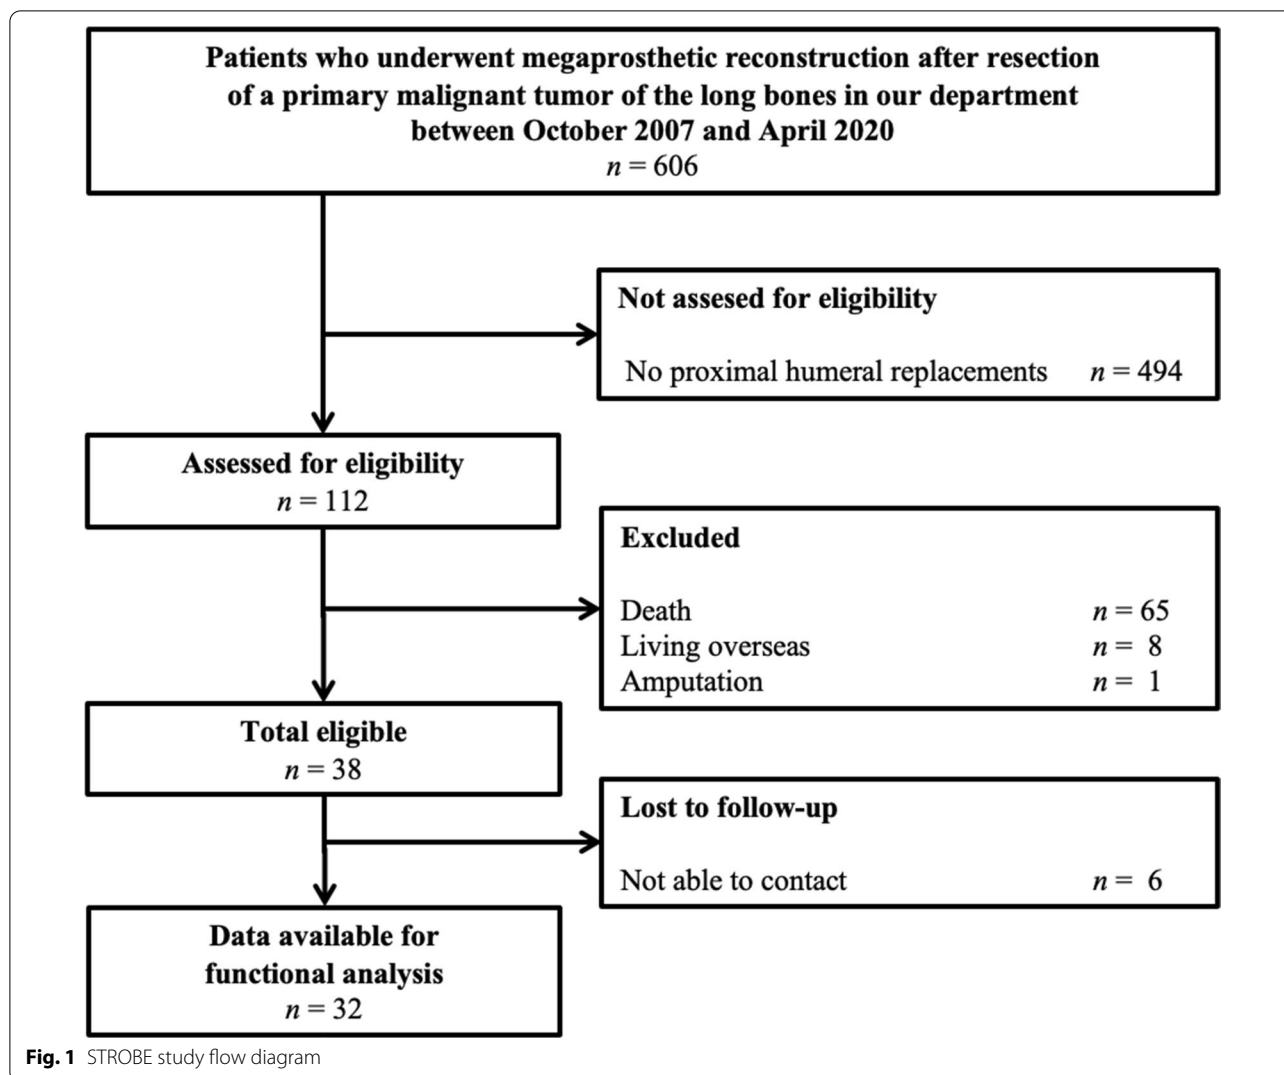 Patients who underwent megaprosthetic reconstruction after resection
of a primary malignant tumor of the long bones in our department
between October 2007 and April 2020
n = 606
Not assesed for eligibility
No proximal humeral replacements n = 494
Assessed for eligibility
n = 112
Excluded
Death n = 65
Living overseas n = 8
Amputation n = 1
Total eligible
n = 38
Lost to follow-up
Not able to contact n = 6
Data available for
functional analysis
n = 32
Fig. 1 STROBE study flow diagram